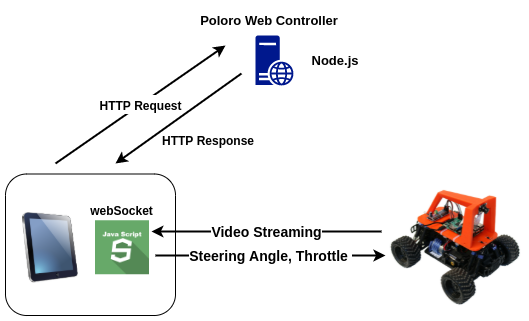 Poloro Web Controller
Node.js
HTTP Request
HTTP Response
webSocket
Java Script
Video Streaming
Steering Angle, Throttle